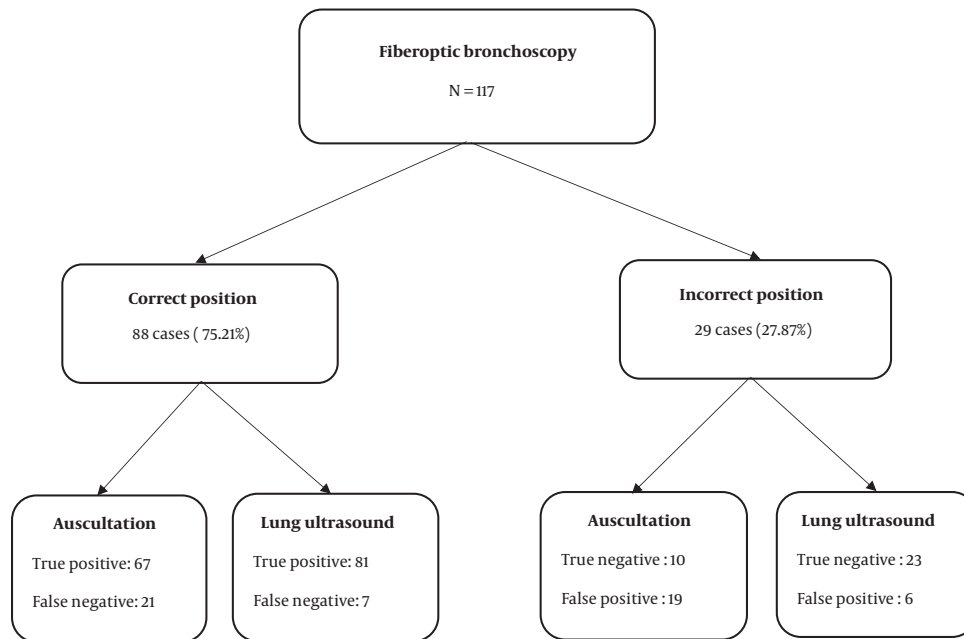 Fiberoptic bronchoscopy
N = 117
Correct position
88 cases ( 75.21%)
Incorrect position
29 cases (27.87%)
Auscultation
True positive: 67
False negative: 21
Lung ultrasound
True positive: 81
False negative: 7
Auscultation
True negative : 10
False positive : 19
Lung ultrasound
True negative : 23
False positive : 6